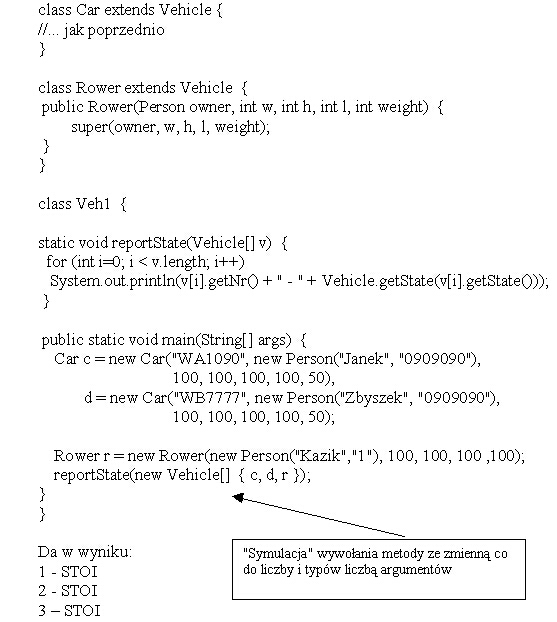 class Car extends Vehicle {
//... jak poprzednio
}
class Rower extends Vehicle {
public Rower(Person owner, int w, int h, int l, int weight) {
super(owner, w, h, l, weight);
}
}
class Veh1 {
static void reportState(Vehicle[] v) {
for (int i=0; i < v.length; i++)
System.out.println(v[i].getNr() + " - " + Vehicle.getState(v[i].getState()));
}
public static void main(String[] args) {
Car c = new Car("WA1090", new Person("Janek", "0909090"),
100, 100, 100, 100, 50),
d = new Car("WB7777", new Person("Zbyszek", "0909090"),
100, 100, 100, 100, 50);
Rower r = new Rower(new Person("Kazik","1"), 100, 100, 100 ,100);
reportState(new Vehicle[] { c, d, r });
}
}
"Symulacja" wywołania metody ze zmienną co
do liczby i typów liczbą argumentów
Da w wyniku:
1 - STOI
2 - STOI
3 – STOI